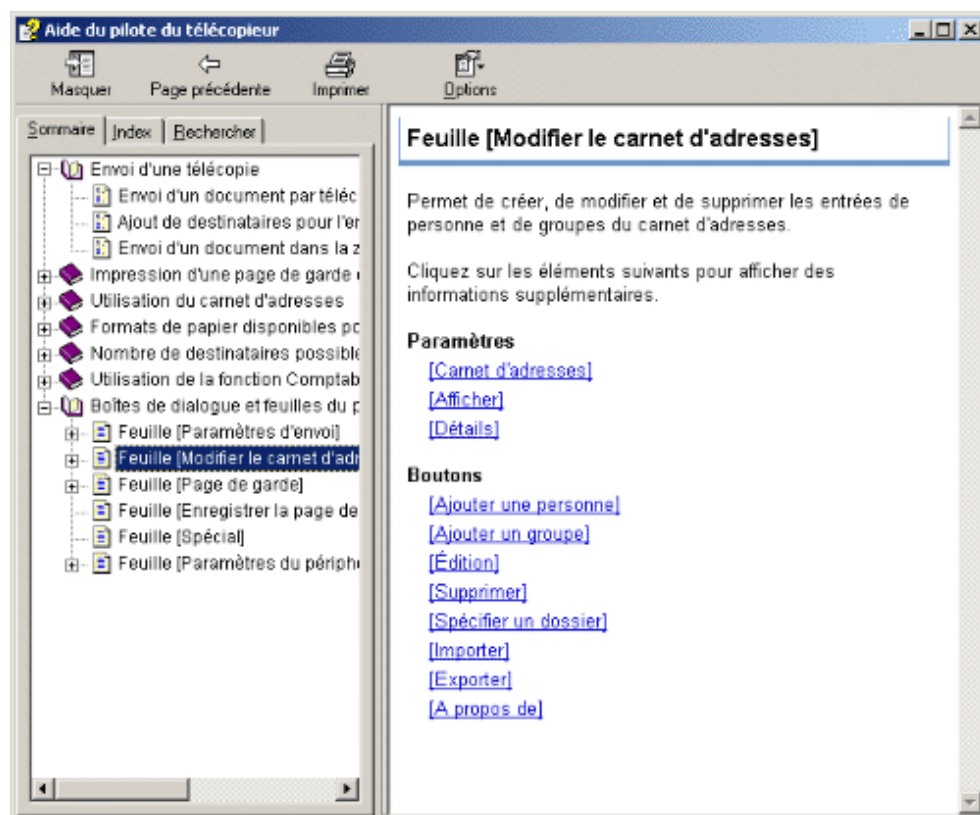 Aide du pilote du télécopieur
Masquer Page précédente Imprimer Options
Sommaire Index Rechercher
Envoi d'une télécopie
Envoi d'un document par téléc
Ajout de destinataires pour l'er
Envoi d'un document dans la z
Impression d'une page de garde
Utilisation du carnet d'adresses
Formats de papier disponibles pc
Nombre de destinataires possible
Utilisation de la fonction Comptab
Boîtes de dialogue et feuilles du p
Feuille [Paramètres d'envoi]
Feuille [Modifier le carnet d'adr
Feuille [Page de garde]
Feuille [Enregistrer la page de
Feuille [Spécial]
Feuille [Paramètres du périphé
Feuille [Modifier le carnet d'adresses]
Permet de créer, de modifier et de supprimer les entrées de
personne et de groupes du carnet d'adresses.
Cliquez sur les éléments suivants pour afficher des
informations supplémentaires.
Paramètres
[Carnet d'adresses]
[Afficher]
[Détails]
Boutons
[Ajouter une personne]
[Ajouter un groupe]
[Édition]
[Supprimer]
[Spécifier un dossier]
[Importer]
[Exporter]
[A propos de]